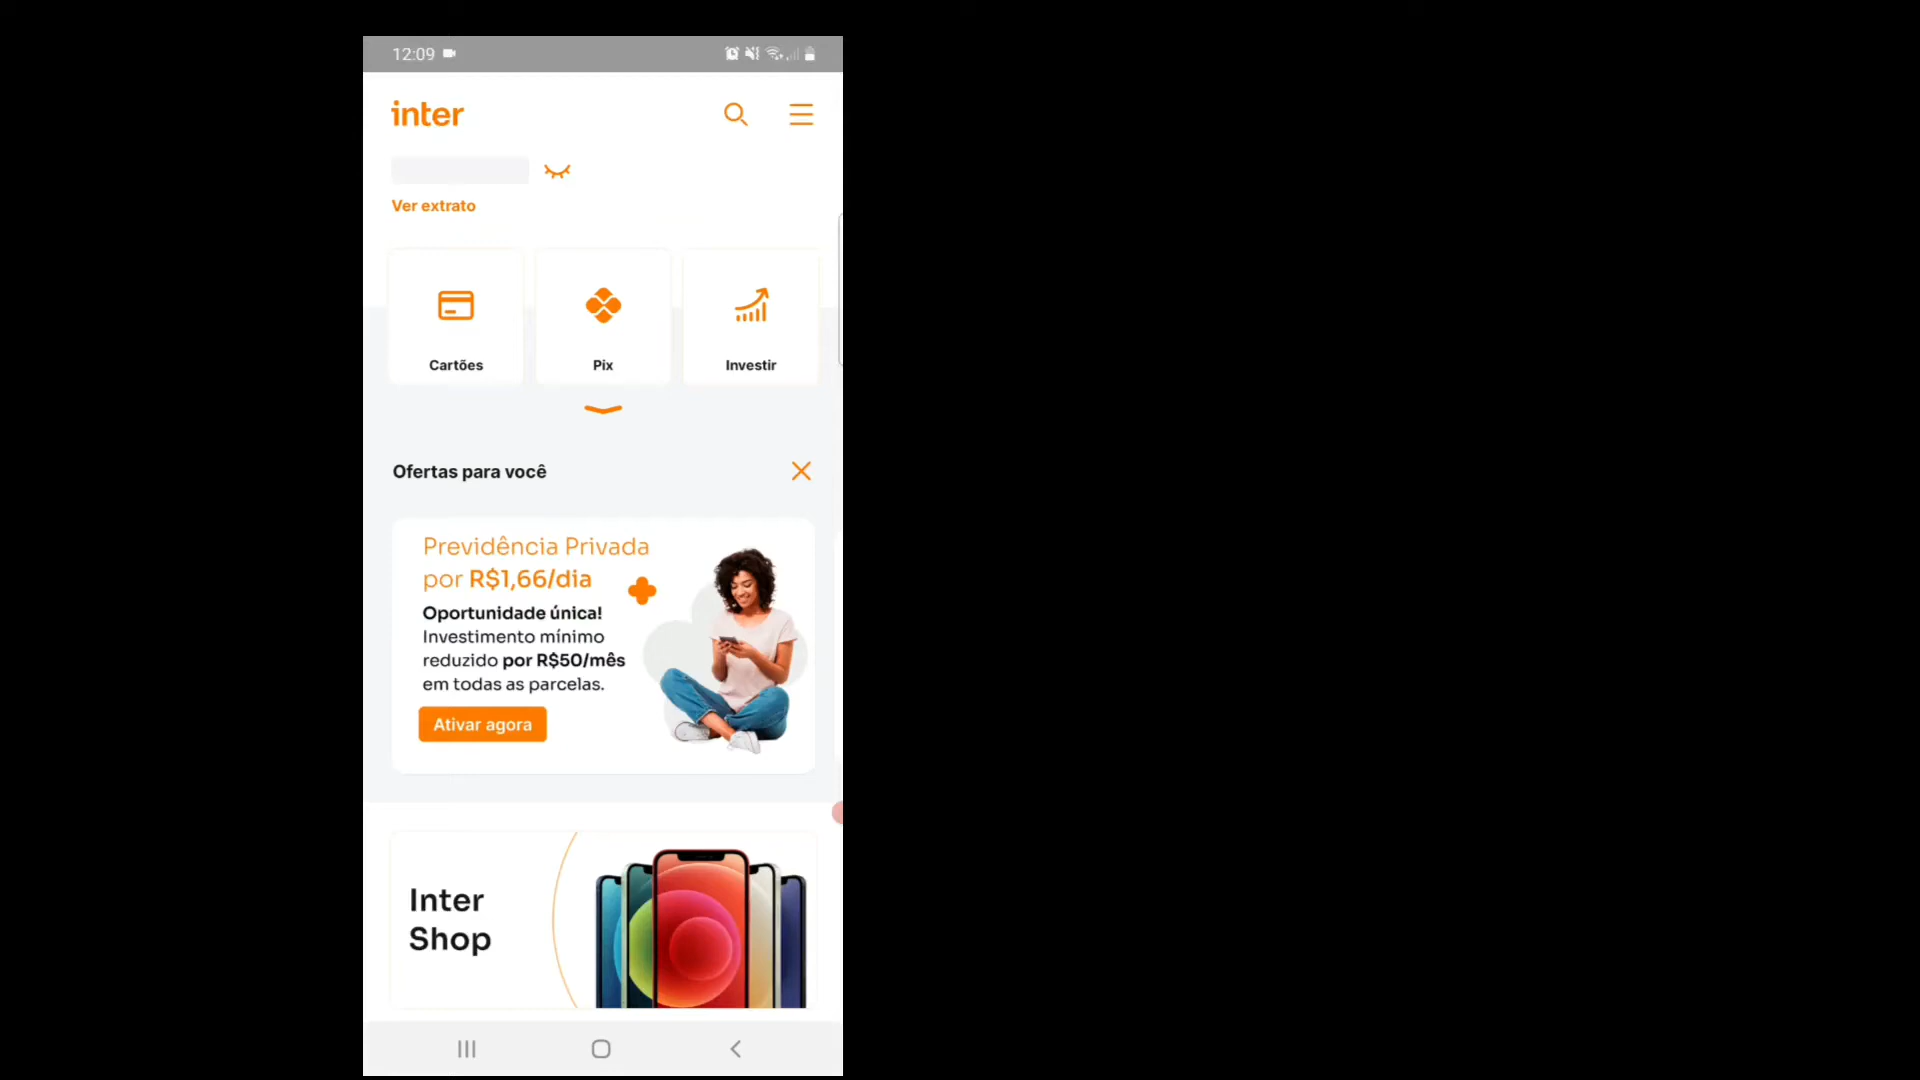 12:09
inter
Ver extrato
Cartões
Pix
Investir
Ofertas para você
Previdência Privada
por R$1,66/dia
Oportunidade única!
Investimento mínimo
reduzido por R$50/mês
em todas as parcelas.
Ativar agora
Inter
Shop